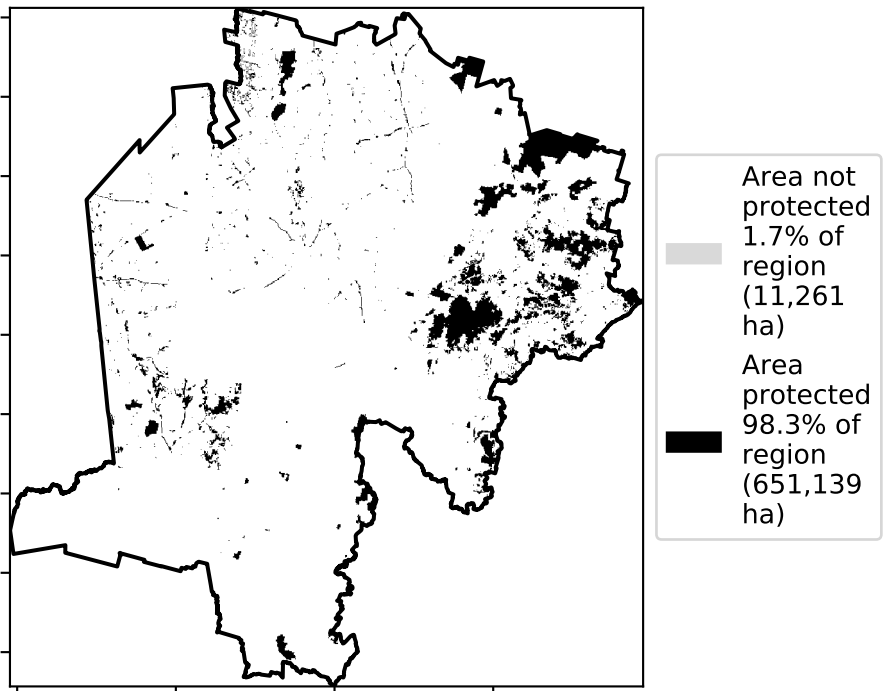 Area not
protected
1.7% of
region
(11,261
ha)
Area
protected
98.3% of
region
(651,139
ha)